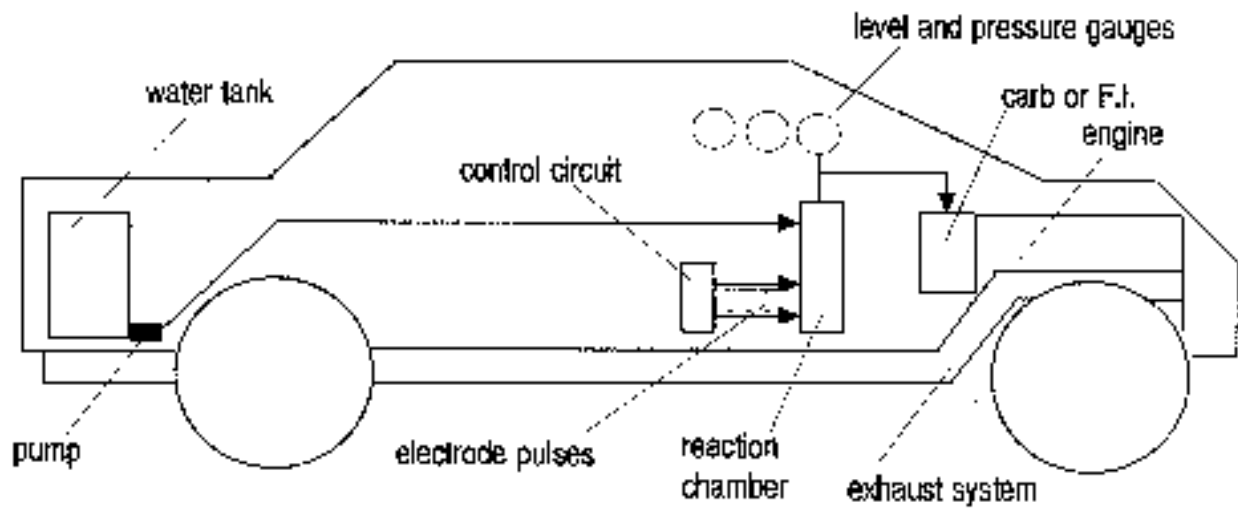 level and pressure gauges
water tank
carb or F.I.
engine
control circuit
pump
electrode pulses
reaction
chamber
exhaust system